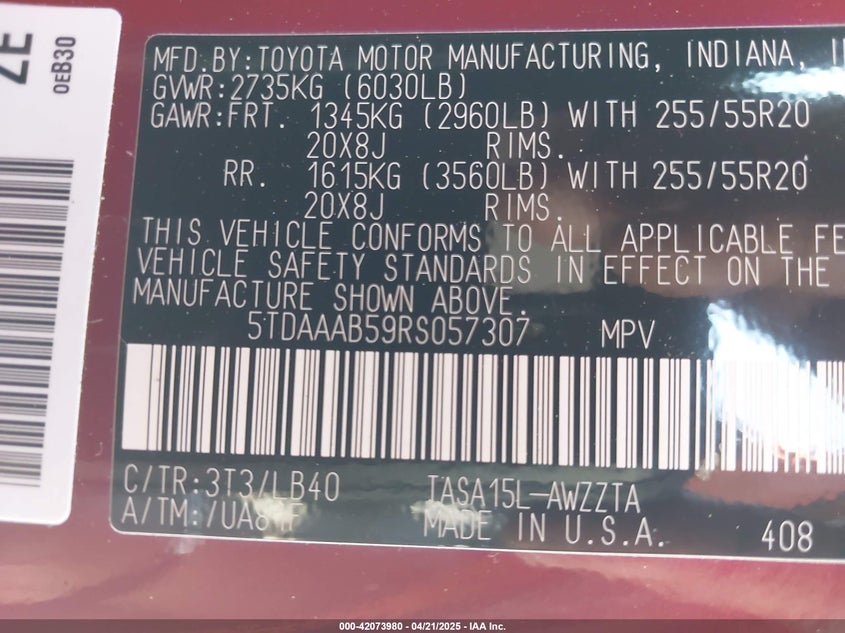 ZE
0EB30
MFD.BY:TOYOTA MOTOR MANUFACTURING, INDIANA,
GVWR:2735KG (6030LB)
GAWR:FRT. 1345KG (2960LB) WITH 255/55R20
20X8J RIMS.
RR. 1615KG (3560LB) WITH 255/55R20
20X8J RIMS.
THIS VEHICLE CONFORMS TO ALL APPLICABLE FE
VEHICLE SAFETY STANDARDS IN EFFECT ON THE
MANUFACTURE SHOWN ABOVE.
5TDAAAB59RS057307 MPV
C/TR:3T3/LB40 TASA15L-AWZZTA
A/TM: MADE IN U.S.A. 408
000-42073980 - 04/21/2025 - IAA Inc.